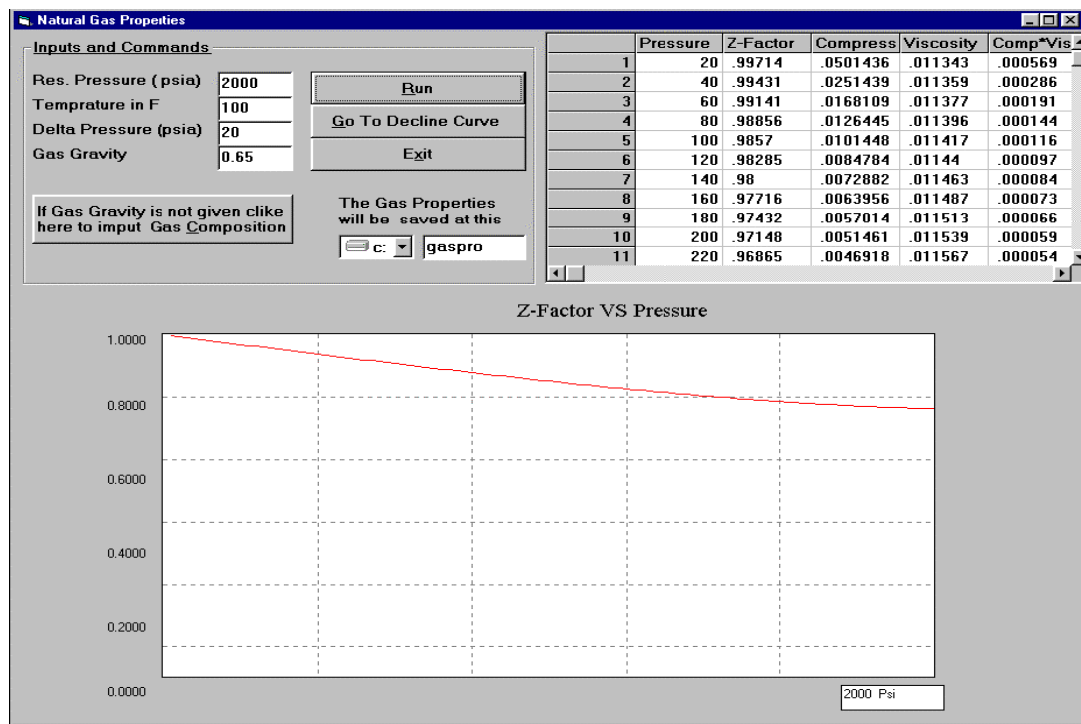 Natural Gas Properties
Inputs and Commands
Res. Pressure ( psia) 2000
Temprature in F 100
Delta Pressure (psia) 20
Gas Gravity 0.65
Run
Go To Decline Curve
Exit
If Gas Gravity is not given clike
here to imput Gas Composition
The Gas Properties
will be saved at this
c: gaspro
Pressure Z-Factor Compress Viscosity Comp*Vis
1 20 .99714 .0501436 .011343 .000569
2 40 .99431 .0251439 .011359 .000286
3 60 .99141 .0168109 .011377 .000191
4 80 .98856 .0126445 .011396 .000144
5 100 .9857 .0101448 .011417 .000116
6 120 .98285 .0084784 .01144 .000097
7 140 .98 .0072882 .011463 .000084
8 160 .97716 .0063956 .011487 .000073
9 180 .97432 .0057014 .011513 .000066
10 200 .97148 .0051461 .011539 .000059
11 220 .96865 .0046918 .011567 .000054
Z-Factor VS Pressure
1.0000
0.8000
0.6000
0.4000
0.2000
0.0000
2000 Psi